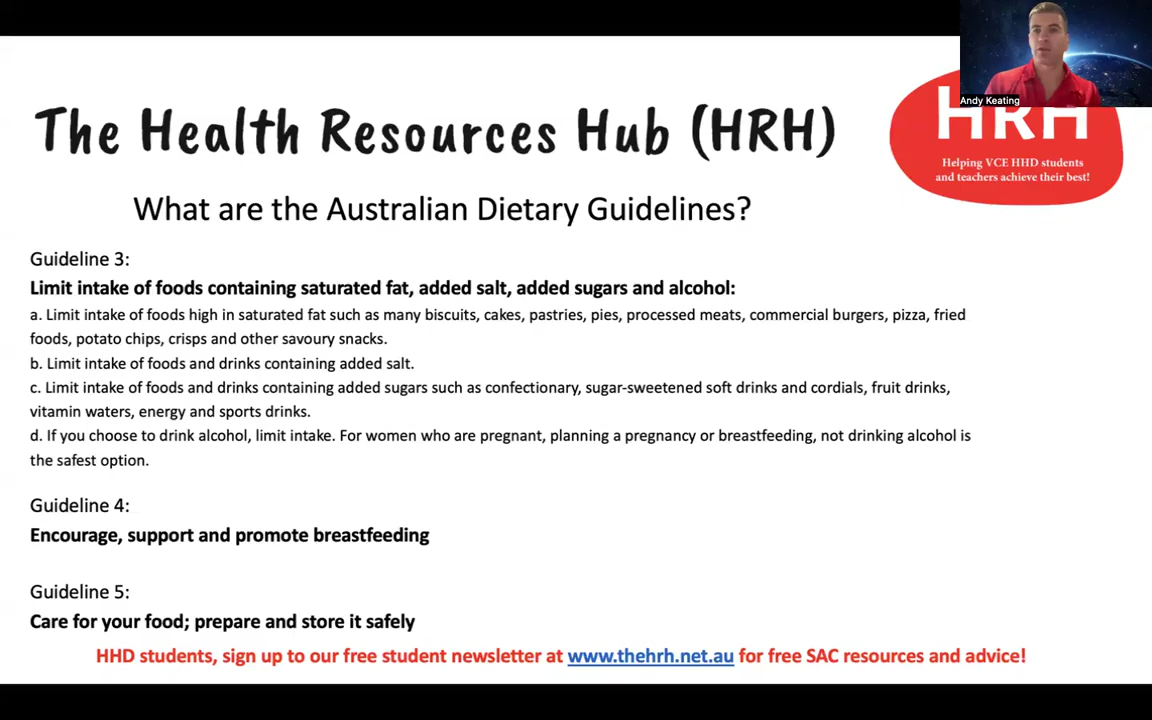 Andy Keating
The Health Resources Hub (HRH)
HRH
Helping VCE HHD students
and teachers achieve their best!
What are the Australian Dietary Guidelines?
Guideline 3:
Limit intake of foods containing saturated fat, added salt, added sugars and alcohol:
a. Limit intake of foods high in saturated fat such as many biscuits, cakes, pastries, pies, processed meats, commercial burgers, pizza, fried
foods, potato chips, crisps and other savoury snacks.
b. Limit intake of foods and drinks containing added salt.
c. Limit intake of foods and drinks containing added sugars such as confectionary, sugar-sweetened soft drinks and cordials, fruit drinks,
vitamin waters, energy and sports drinks.
d. If you choose to drink alcohol, limit intake. For women who are pregnant, planning a pregnancy or breastfeeding, not drinking alcohol is
the safest option.
Guideline 4:
Encourage, support and promote breastfeeding
Guideline 5:
Care for your food; prepare and store it safely
HHD students, sign up to our free student newsletter at www.thehrh.net.au for free SAC resources and advice!